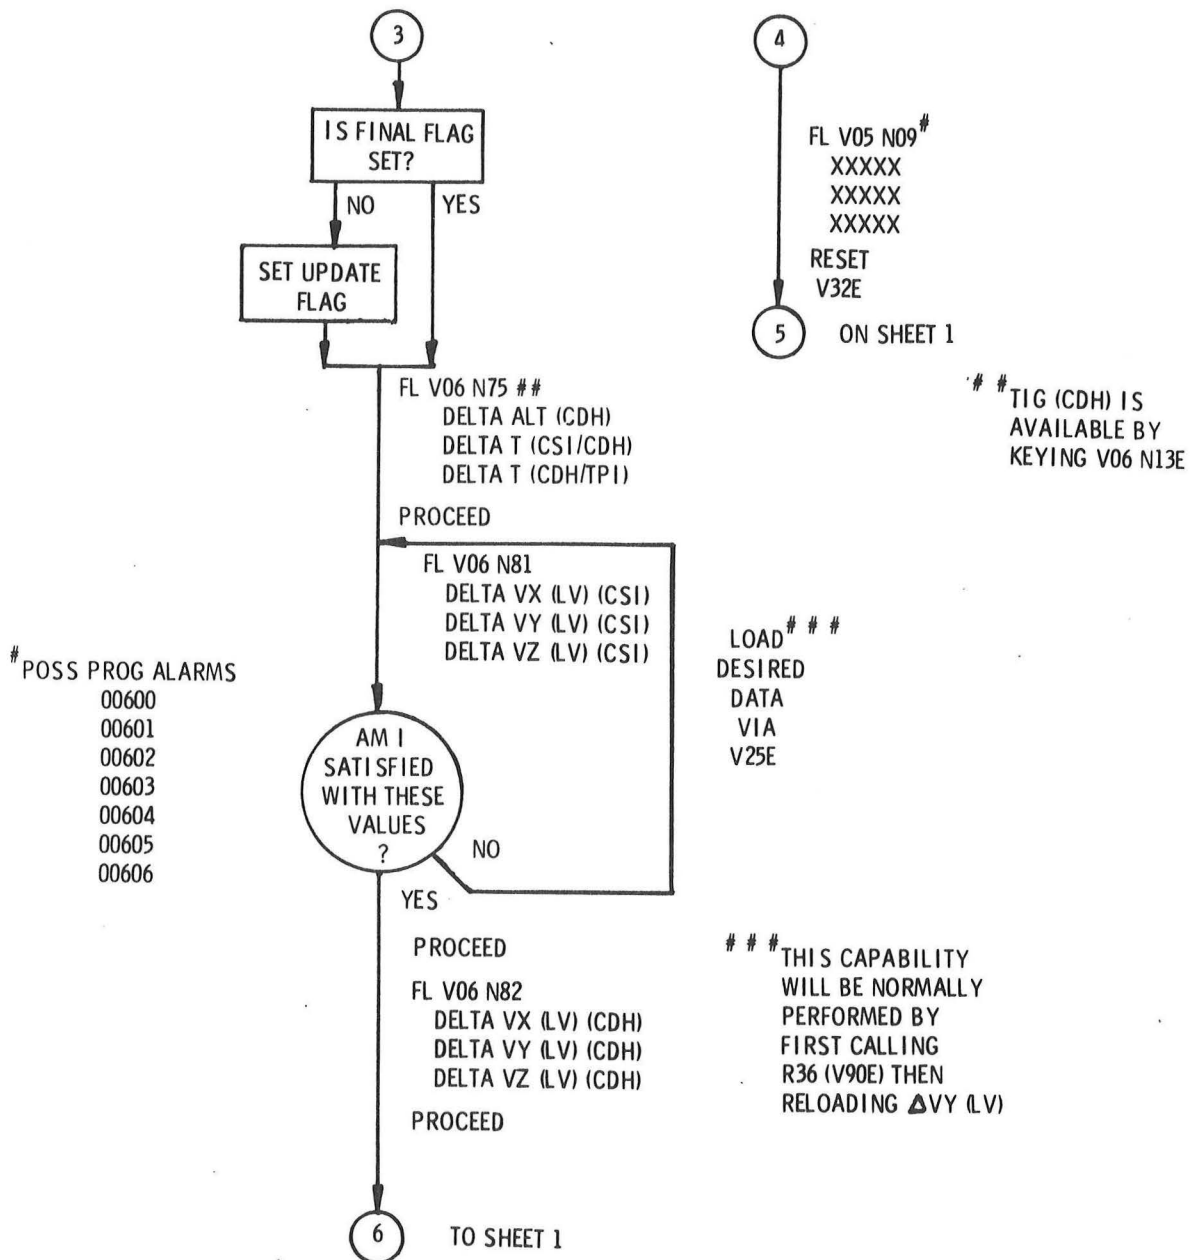 3
IS FINAL FLAG
SET?
NO
YES
SET UPDATE
FLAG
FL V06 N75 ##
DELTA ALT (CDH)
DELTA T (CSI/CDH)
DELTA T (CDH/TPI)
PROCEED
FL V06 N81
DELTA VX (LV) (CSI)
DELTA VY (LV) (CSI)
DELTA VZ (LV) (CSI)
#POSS PROG ALARMS
00600
00601
00602
00603
00604
00605
00606
AM I
SATISFIED
WITH THESE
VALUES
?
NO
LOAD # # #
DESIRED
DATA
VIA
V25E
YES
PROCEED
FL V06 N82
DELTA VX (LV) (CDH)
DELTA VY (LV) (CDH)
DELTA VZ (LV) (CDH)
PROCEED
6
TO SHEET 1
4
FL V05 N09#
XXXXX
XXXXX
XXXXX
RESET
V32E
5
ON SHEET 1
# # TIG (CDH) IS
AVAILABLE BY
KEYING V06 N13E
# # # THIS CAPABILITY
WILL BE NORMALLY
PERFORMED BY
FIRST CALLING
R36 (V90E) THEN
RELOADING ΔVY (LV)